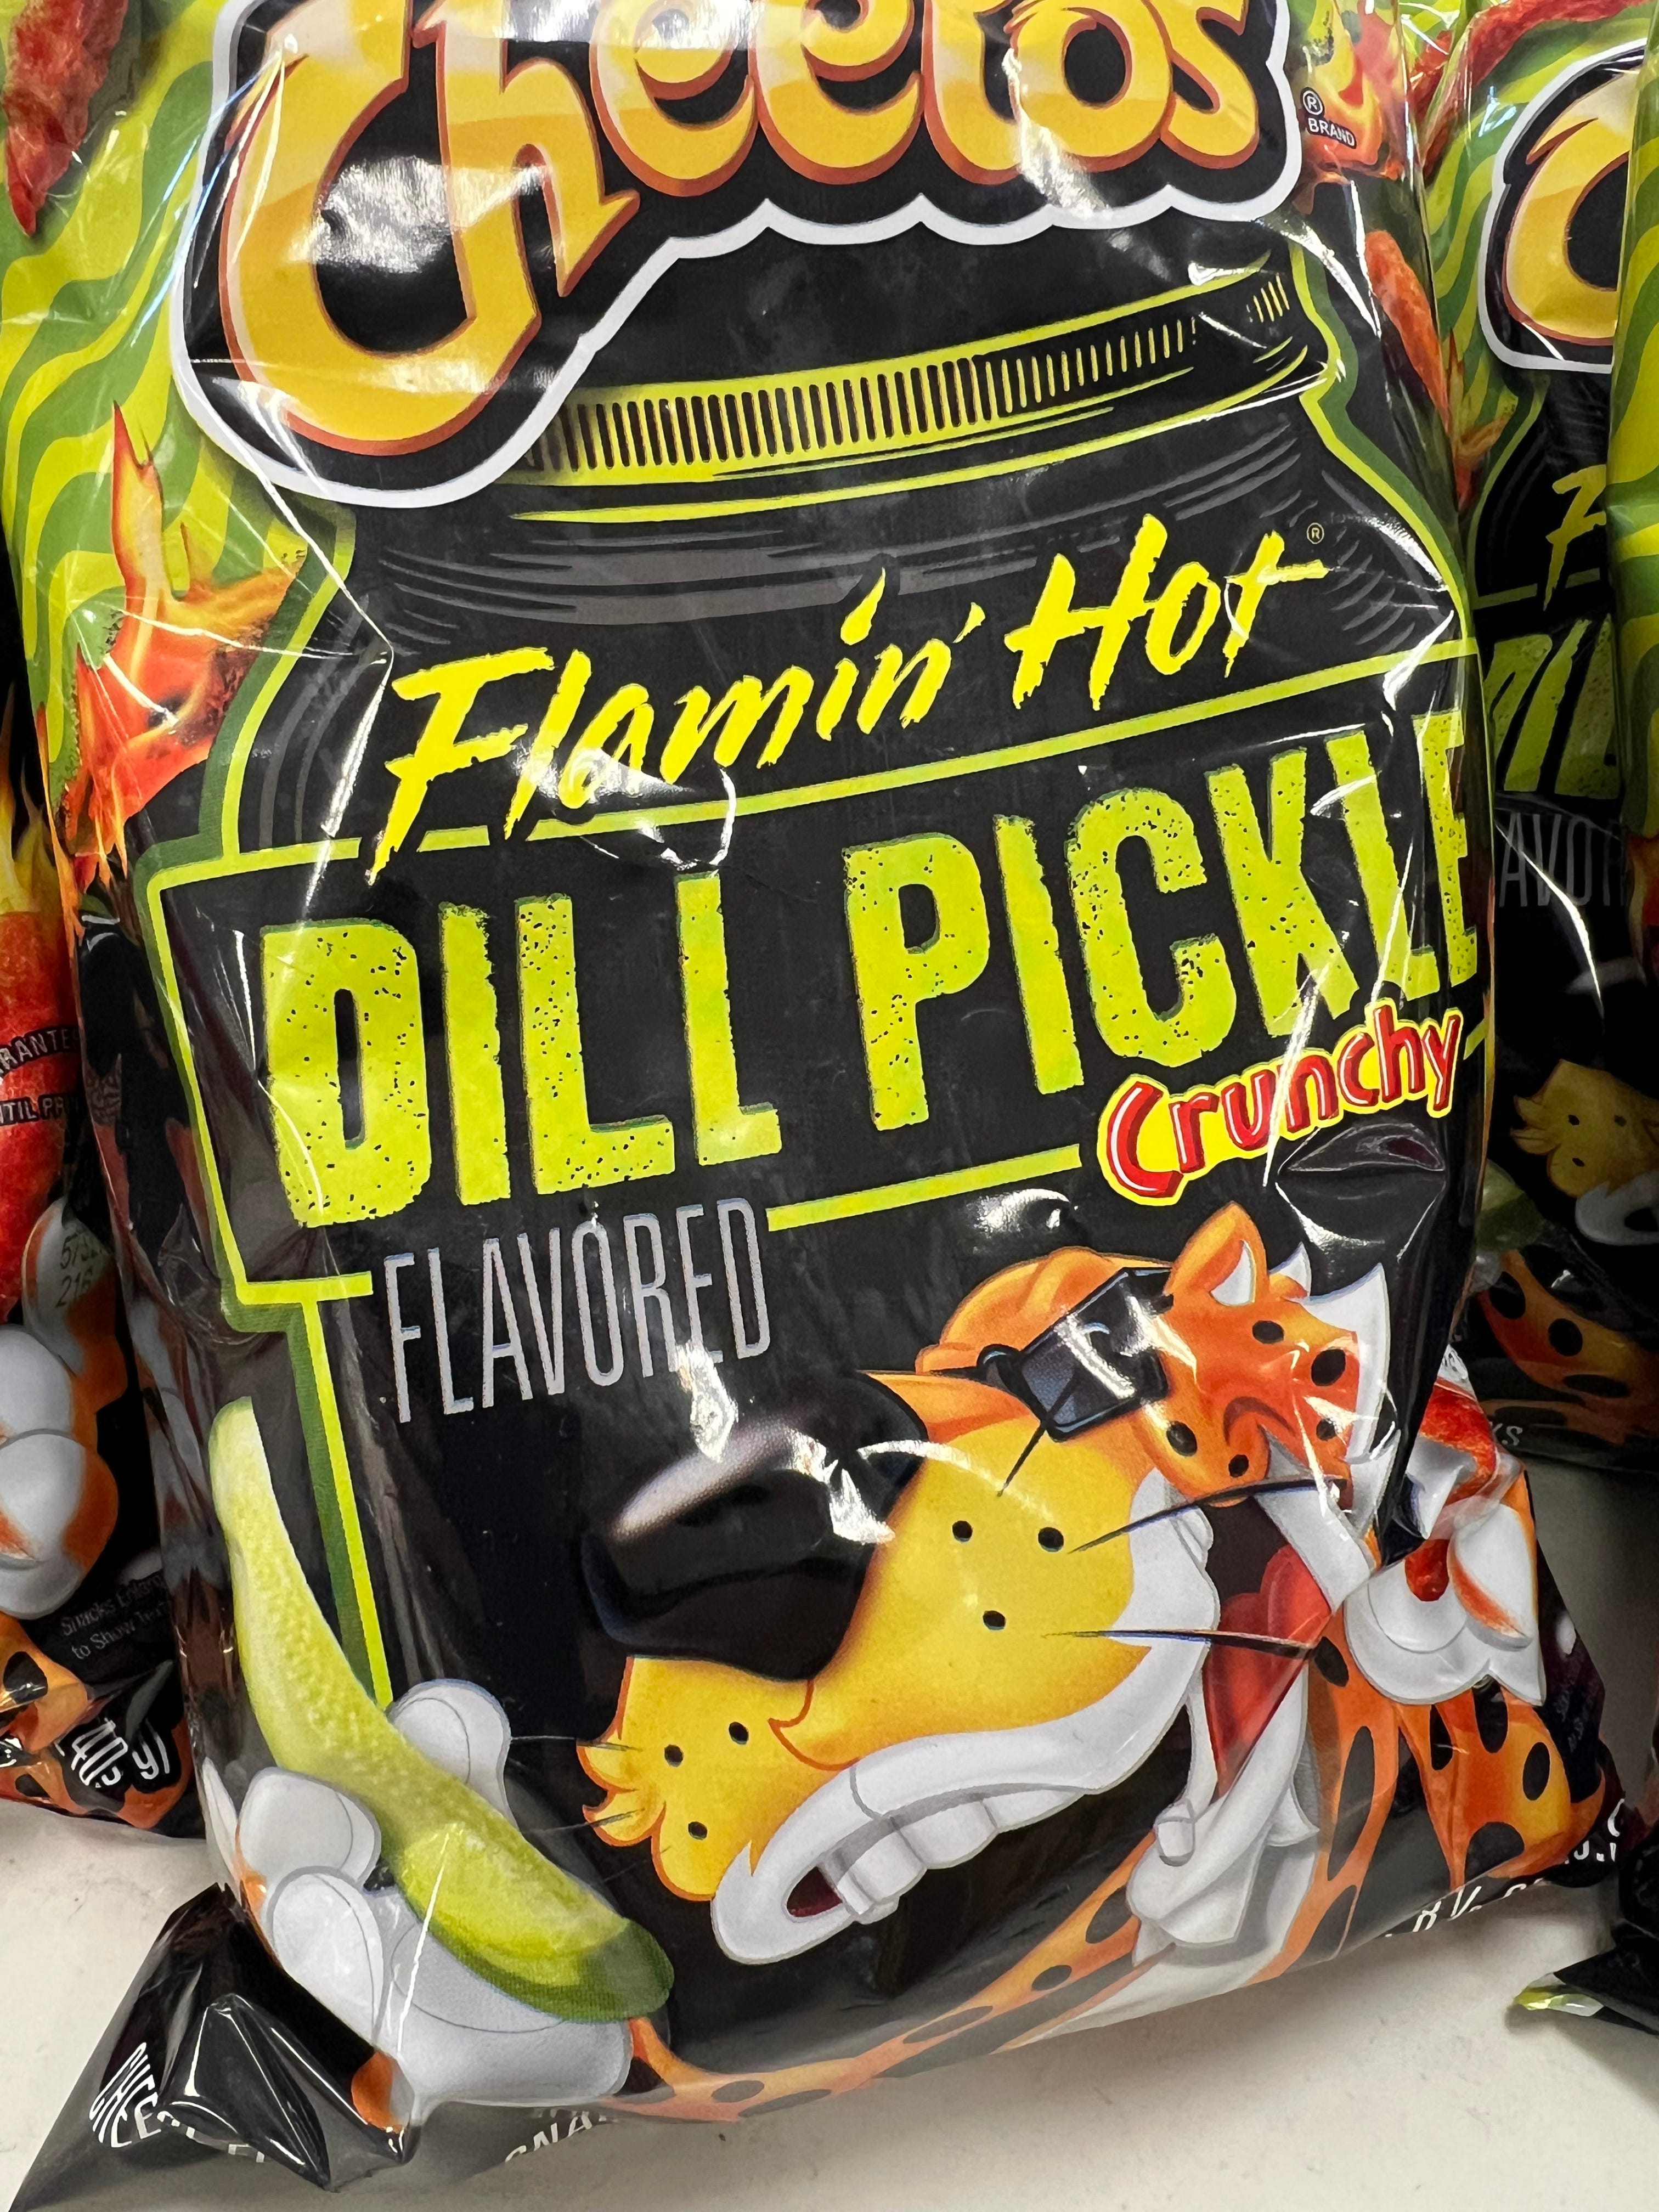 Cheetos
®
BRAND
Flamin' Hot®
DILL PICKLE
Crunchy
FLAVORED